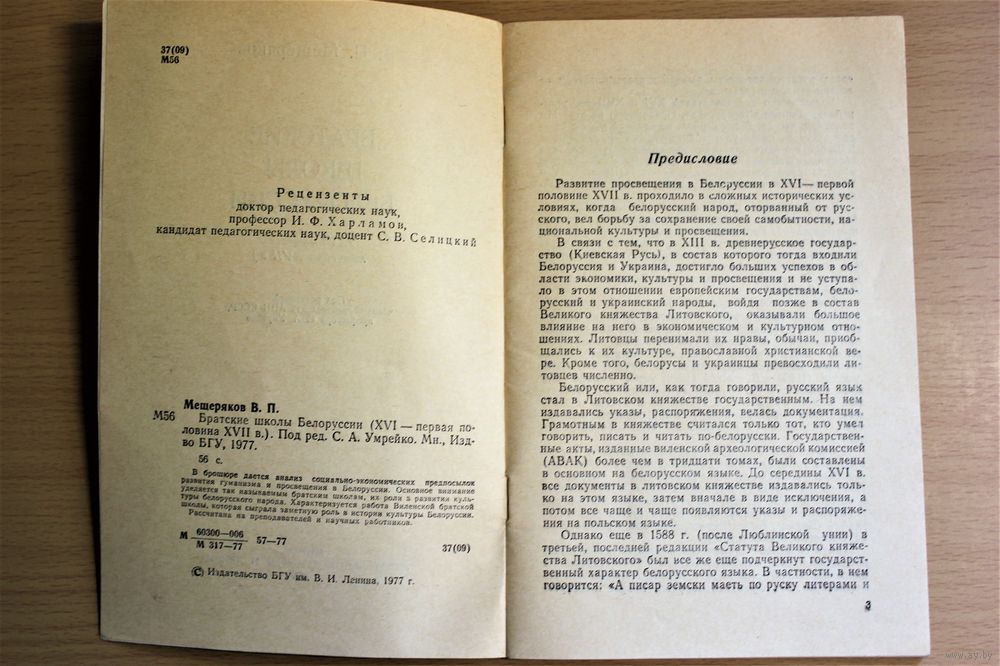 37(09)
М56
Рецензенты
доктор педагогических наук,
профессор И. Ф. Харламов,
кандидат педагогических наук, доцент С. В. Селицкий
Мещеряков В. П.
М56 Братские школы Белоруссии (XVI — первая по-
ловина XVII в.). Под ред. С. А. Умрейко. Мн., Изд-
во БГУ, 1977.
56 с.
В брошюре дается анализ социально-экономических предпосылок
развития гуманизма и просвещения в Белоруссии. Основное внимание
уделяется так называемым братским школам, их роли в развитии куль-
туры белорусского народа. Характеризуется работа Виленской братской
школы, которая сыграла заметную роль в истории культуры Белоруссии.
Рассчитана на преподавателей и научных работников.
М 60300—006
М 317—77 57—77
37(09)
© Издательство БГУ им. В. И. Ленина, 1977 г.
Предисловие
Развитие просвещения в Белоруссии в XVI— первой
половине XVII в. проходило в сложных исторических ус-
ловиях, когда белорусский народ, оторванный от рус-
ского, вел борьбу за сохранение своей самобытности, на-
циональной культуры и просвещения.
В связи с тем, что в XIII в. древнерусское государ-
ство (Киевская Русь), в состав которого тогда входили
Белоруссия и Украина, достигло больших успехов в об-
ласти экономики, культуры и просвещения и не уступа-
ло в этом отношении европейским государствам, бело-
русский и украинский народы, войдя позже в состав
Великого княжества Литовского, оказывали большое
влияние на него в экономическом и культурном отно-
шениях. Литовцы перенимали их нравы, обычаи, приоб-
щались к их культуре, православной христианской ве-
ре. Кроме того, белорусы и украинцы превосходили ли-
товцев численно.
Белорусский или, как тогда говорили, русский язык
стал в Литовском княжестве государственным. На нем
издавались указы, распоряжения, велась документация.
Грамотным в княжестве считался только тот, кто умел
говорить, писать и читать по-белорусски. Государствен-
ные акты, изданные виленской археологической комиссией
(АВАК) более чем в тридцати томах, были составлены
в основном на белорусском языке. До середины XVI в.
все документы в литовском княжестве издавались толь-
ко на этом языке, затем вначале в виде исключения, а
потом все чаще и чаще появляются указы и распоряже-
ния на польском языке.
Однако еще в 1588 г. (после Люблинской унии) в
третьей, последней редакции «Статута Великого княже-
ства Литовского» был все же еще подчеркнут государст-
венный характер белорусского языка. В частности, в нем
говорится: «А писар земски маеть по руску литерами и
3
www.ay.by